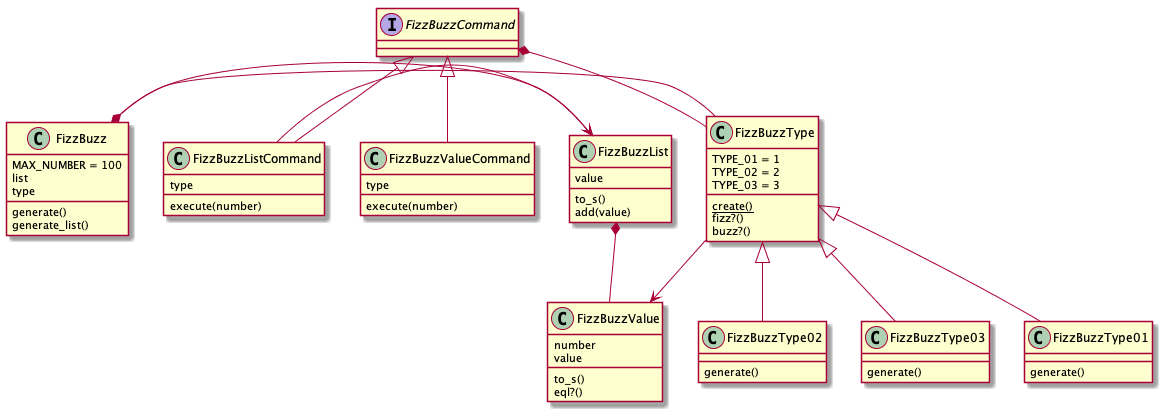 I FizzBuzzCommand
C FizzBuzz
MAX_NUMBER = 100
list
type
generate()
generate_list()
C FizzBuzzListCommand
type
execute(number)
C FizzBuzzValueCommand
type
execute(number)
C FizzBuzzList
value
to_s()
add(value)
C FizzBuzzType
TYPE_01 = 1
TYPE_02 = 2
TYPE_03 = 3
create()
fizz?()
buzz?()
C FizzBuzzValue
number
value
to_s()
eql?()
C FizzBuzzType02
generate()
C FizzBuzzType03
generate()
C FizzBuzzType01
generate()